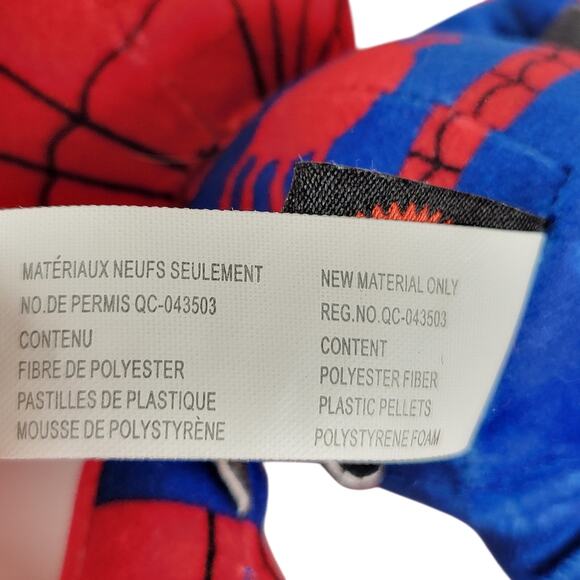 MATÉRIAUX NEUFS SEULEMENT
NO.DE PERMIS QC-043503
CONTENU
FIBRE DE POLYESTER
PASTILLES DE PLASTIQUE
MOUSSE DE POLYSTYRÈNE
NEW MATERIAL ONLY
REG.NO.QC-043503
CONTENT
POLYESTER FIBER
PLASTIC PELLETS
POLYSTYRENE FOAM